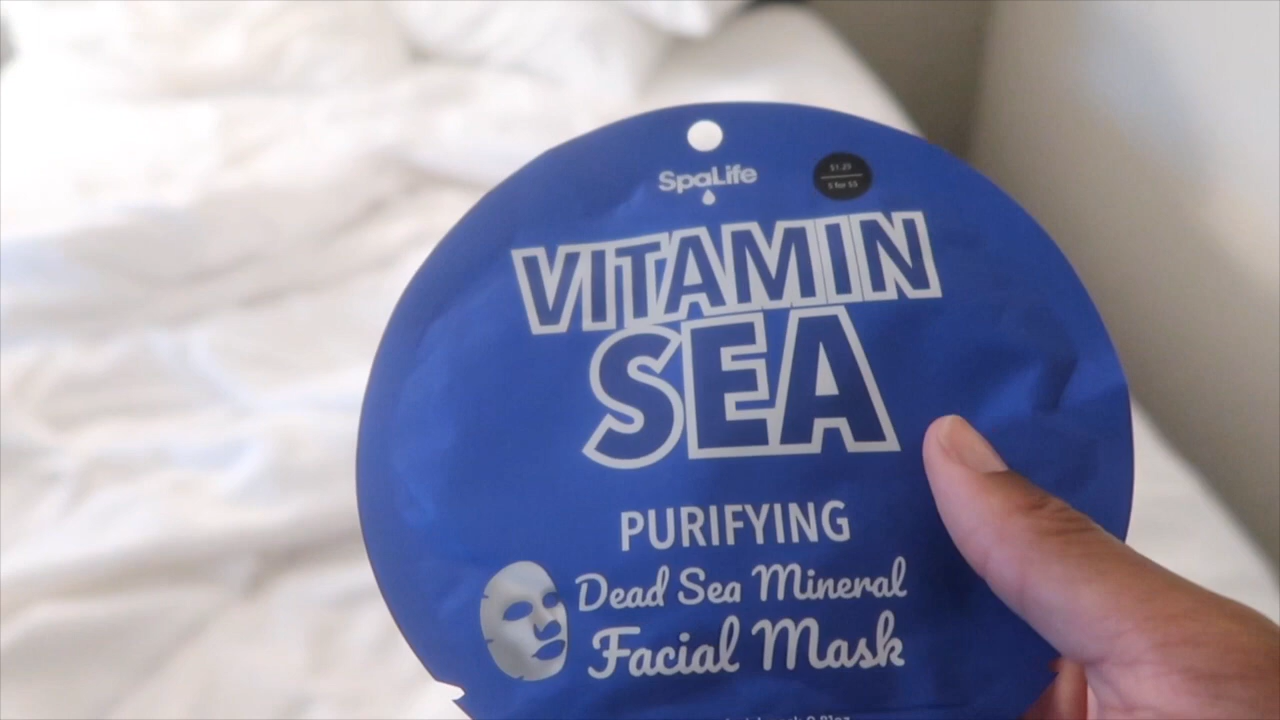 SpaLife
$1.25
5 for $5
VITAMIN
SEA
PURIFYING
Dead Sea Mineral
Facial Mask